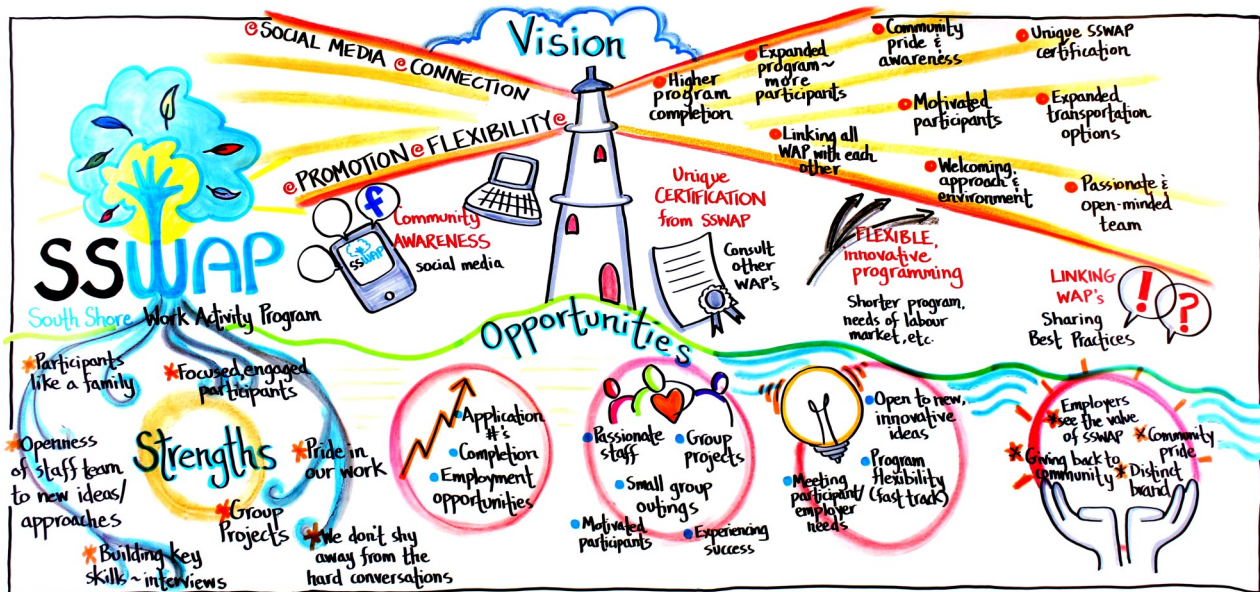 Vision
@ SOCIAL MEDIA @ CONNECTION
@ PROMOTION @ FLEXIBILITY @
Higher
program
completion
Expanded
program~
more
participants
Community
pride &
awareness
Unique SSWAP
certification
Linking all
WAP with each
other
Motivated
participants
Expanded
transportation
options
Welcoming
approach &
environment
Passionate &
open-minded
team
SSWAP
South Shore Work Activity Program
f
SSWAP
Community
AWARENESS
social media
Unique
CERTIFICATION
from SSWAP
Consult
other
WAP's
FLEXIBLE,
innovative
programming
Shorter program,
needs of labour
market, etc.
LINKING
WAP's
Sharing
Best Practices
! ?
Opportunities
Strengths
* Participants
like a family
* Focused, engaged
participants
* Openness
of staff team
to new ideas/
approaches
* Pride in
our work
* Group
Projects
* Building key
skills ~ interviews
* We don't shy
away from the
hard conversations
Application
#'s
Completion
Employment
opportunities
Passionate
staff
Group
projects
Small group
outings
Motivated
participants
Experiencing
success
Open to new,
innovative
ideas
Program
flexibility
(fast track)
Meeting
participant/
employer
needs
* Employers
see the value
of SSWAP
* Community
pride
* Giving back to
community
* Distinct
brand